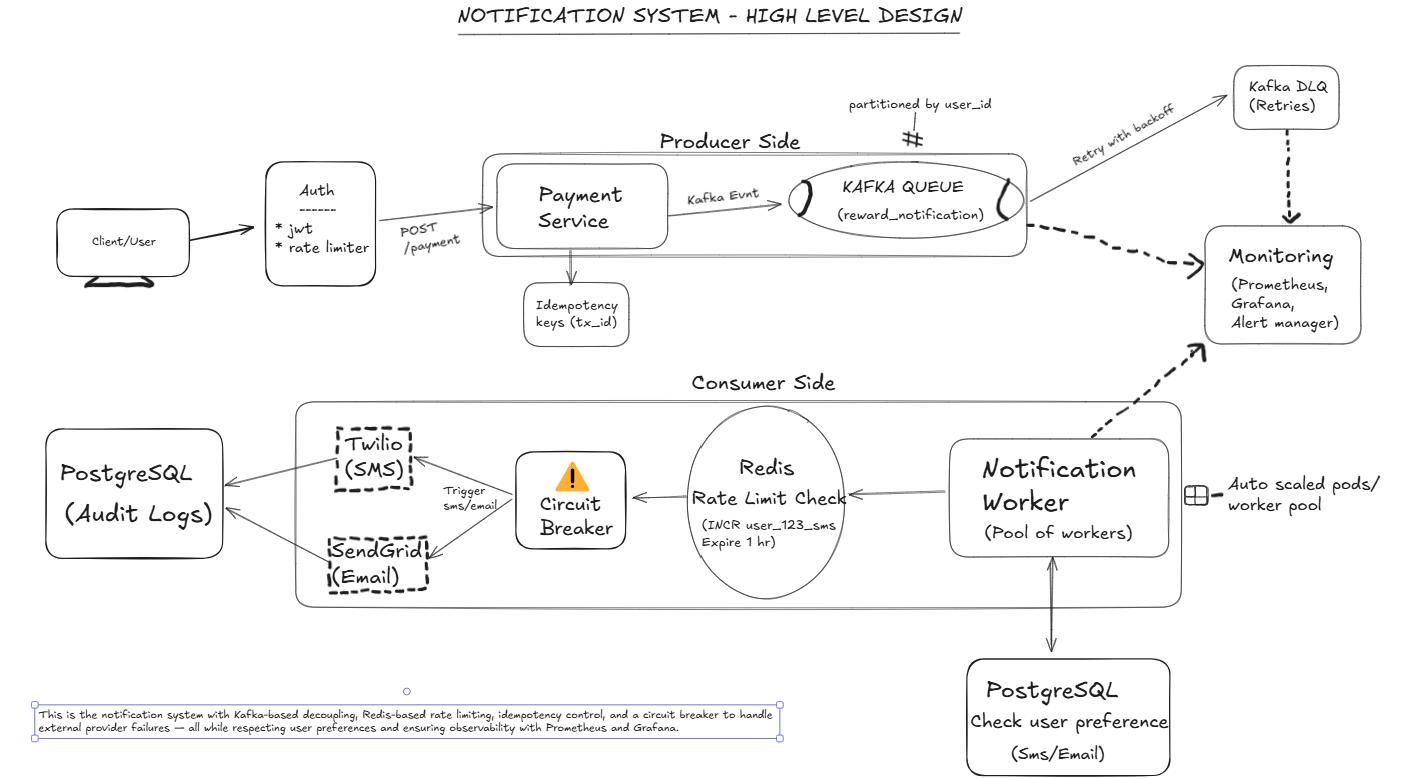 NOTIFICATION SYSTEM - HIGH LEVEL DESIGN
partitioned by user_id
#
Kafka DLQ
(Retries)
Retry with backoff
Producer Side
Client/User
Auth
------
* jwt
* rate limiter
POST
/payment
Payment
Service
Kafka Evnt
KAFKA QUEUE
(reward_notification)
Idempotency
keys (tx_id)
Monitoring
(Prometheus,
Grafana,
Alert manager)
Consumer Side
PostgreSQL
(Audit Logs)
Twilio
(SMS)
SendGrid
(Email)
Trigger
sms/email
Circuit
Breaker
Redis
Rate Limit Check
(INCR user_123_sms
Expire 1 hr)
Notification
Worker
(Pool of workers)
Auto scaled pods/
worker pool
PostgreSQL
Check user preference
(Sms/Email)
This is the notification system with Kafka-based decoupling, Redis-based rate limiting, idempotency control, and a circuit breaker to handle
external provider failures — all while respecting user preferences and ensuring observability with Prometheus and Grafana.